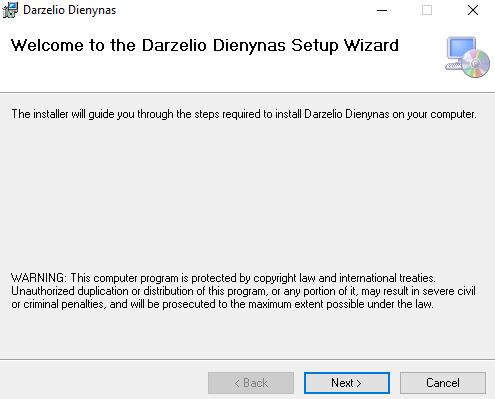 Darzelio Dienynas
Welcome to the Darzelio Dienynas Setup Wizard
The installer will guide you through the steps required to install Darzelio Dienynas on your computer.
WARNING: This computer program is protected by copyright law and international treaties.
Unauthorized duplication or distribution of this program, or any portion of it, may result in severe civil
or criminal penalties, and will be prosecuted to the maximum extent possible under the law.
< Back
Next >
Cancel